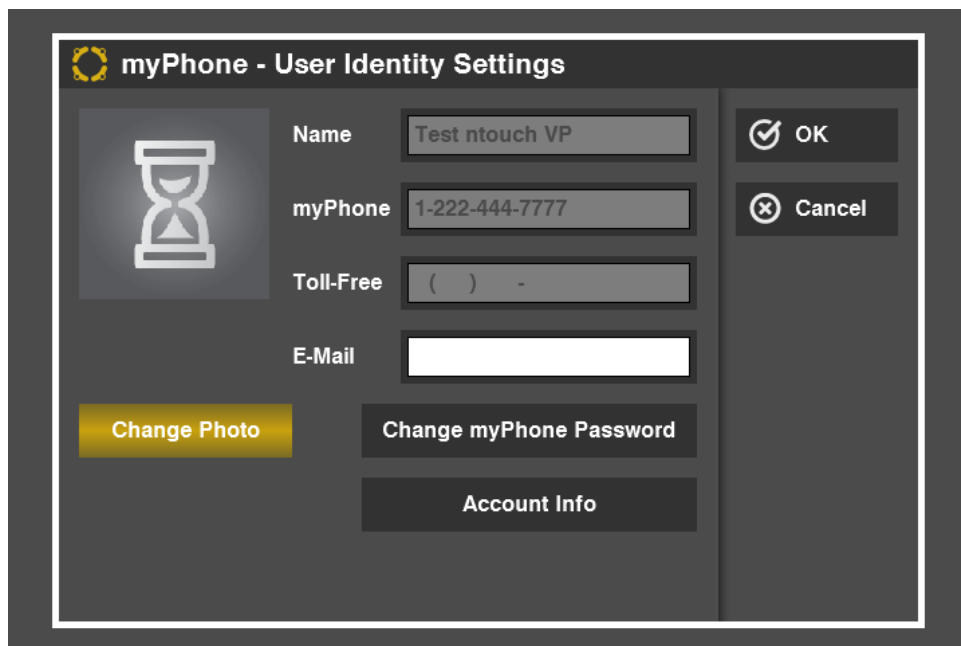 myPhone - User Identity Settings
Name
Test ntouch VP
OK
myPhone
1-222-444-7777
Cancel
Toll-Free
( ) -
E-Mail
Change Photo
Change myPhone Password
Account Info